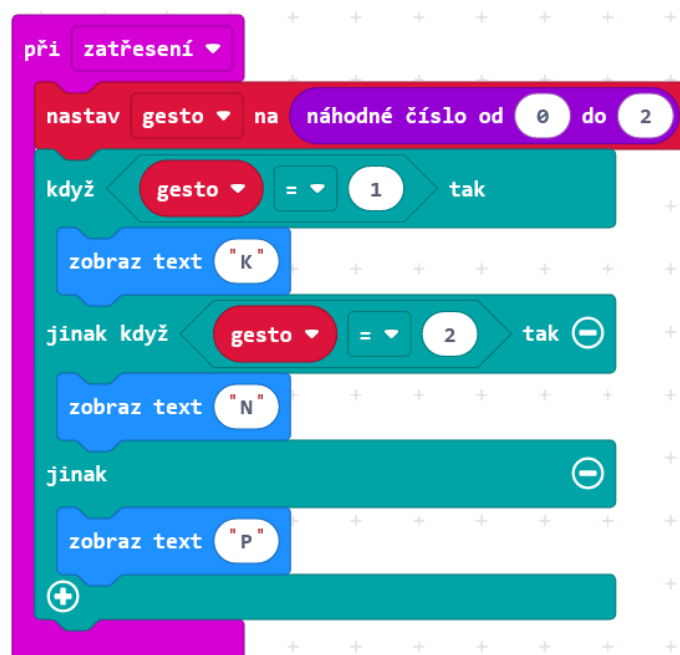 při zatřesení
nastav gesto na náhodné číslo od 0 do 2
když gesto = 1 tak
zobraz text "K"
jinak když gesto = 2 tak
zobraz text "N"
jinak
zobraz text "P"